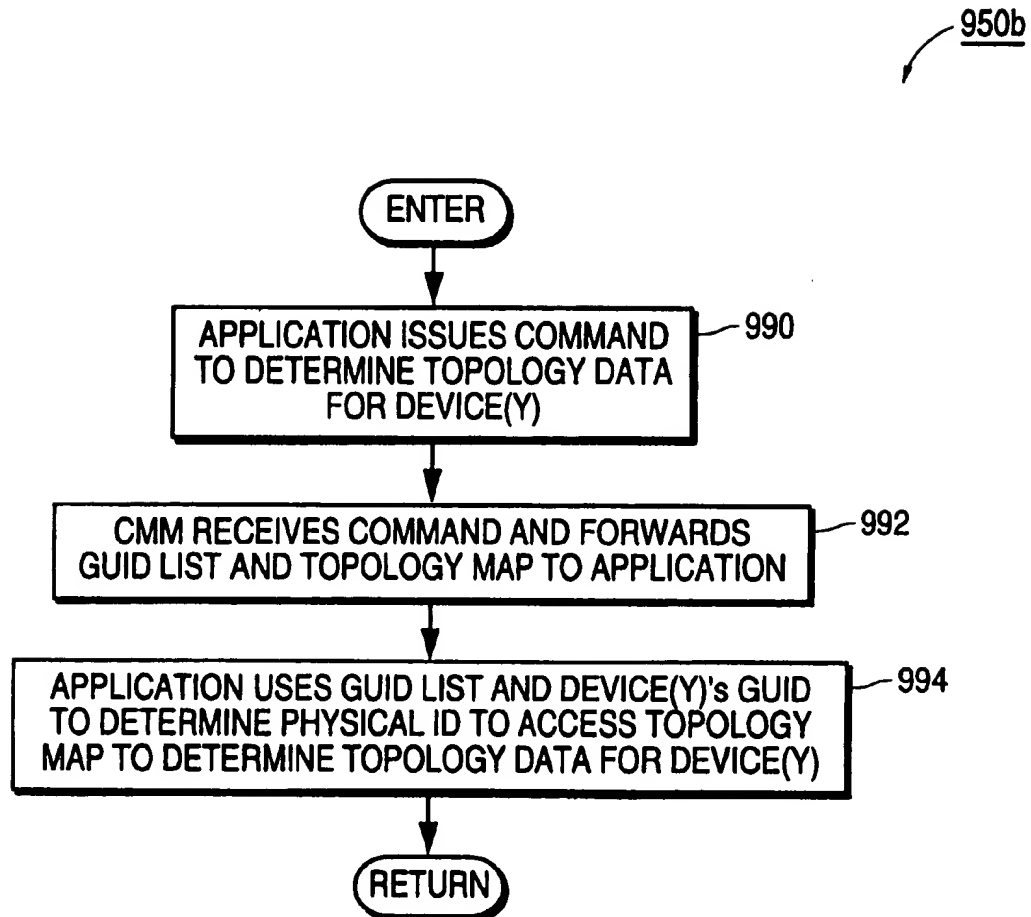 950b
ENTER
APPLICATION ISSUES COMMAND
TO DETERMINE TOPOLOGY DATA
FOR DEVICE(Y)
990
CMM RECEIVES COMMAND AND FORWARDS
GUID LIST AND TOPOLOGY MAP TO APPLICATION
992
APPLICATION USES GUID LIST AND DEVICE(Y)'s GUID
TO DETERMINE PHYSICAL ID TO ACCESS TOPOLOGY
MAP TO DETERMINE TOPOLOGY DATA FOR DEVICE(Y)
994
RETURN